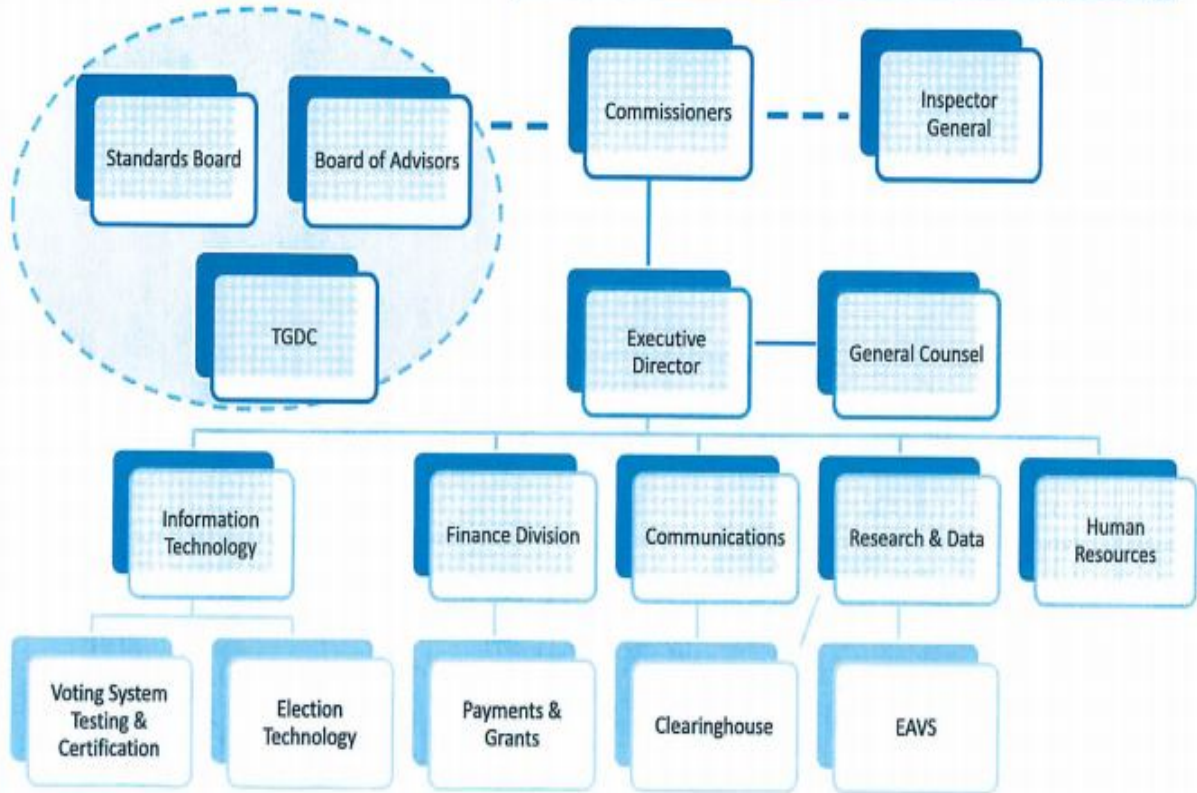 Commissioners
Inspector
General
Standards Board
Board of Advisors
TGDC
Executive
Director
General Counsel
Information
Technology
Finance Division
Communications
Research & Data
Human
Resources
Voting System
Testing &
Certification
Election
Technology
Payments &
Grants
Clearinghouse
EAVS